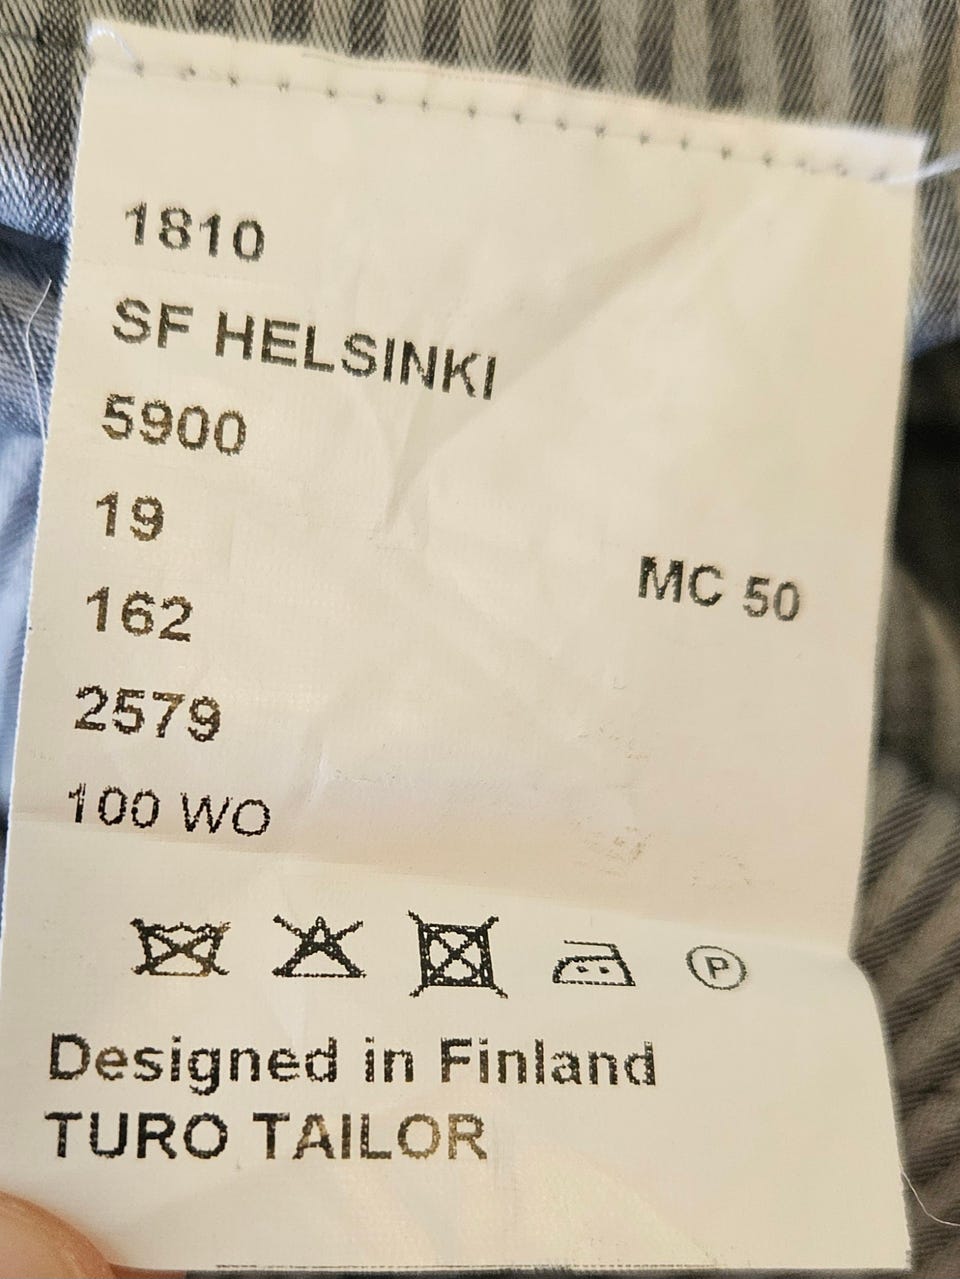 1810
SF HELSINKI
5900
19
MC 50
162
2579
100 WO
P
Designed in Finland
TURO TAILOR